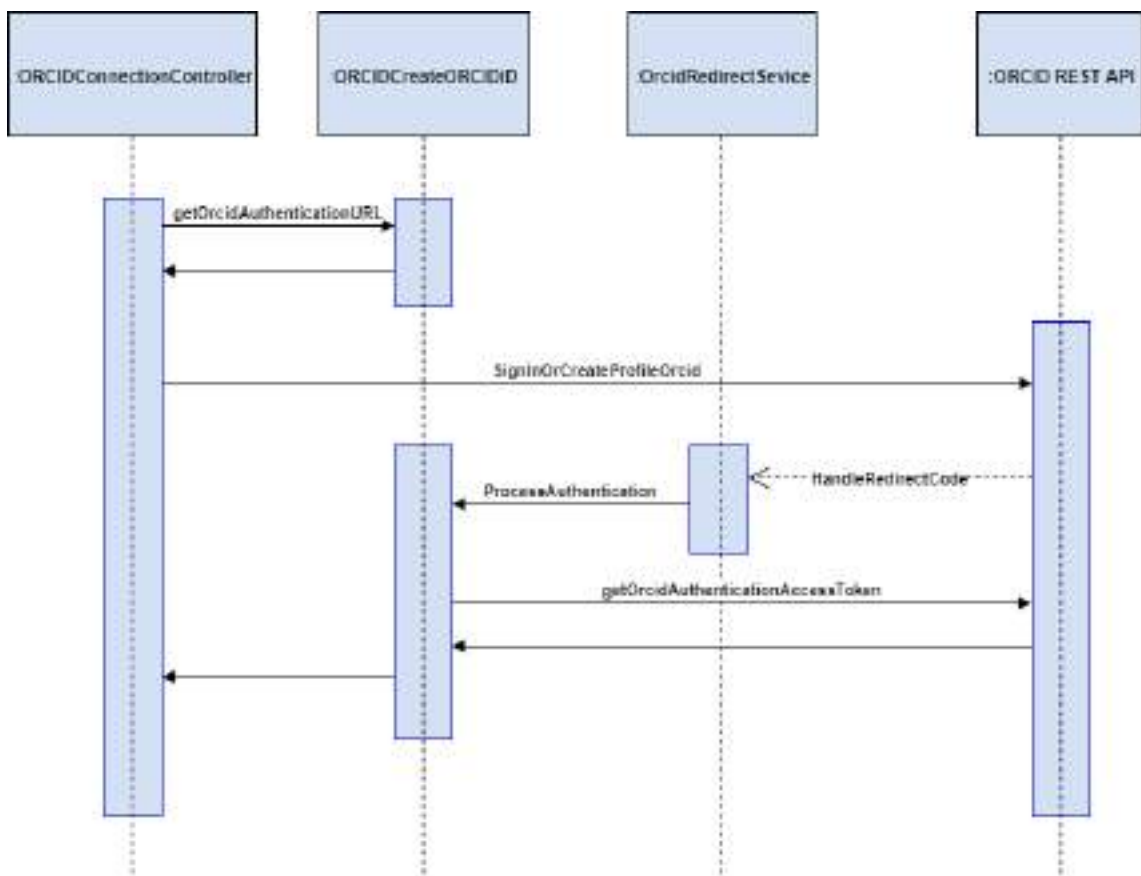 :ORCIDConnectionController
:ORCIDCreateORCIDiD
:OrcidRedirectSevice
:ORCID REST API
getOrcidAuthenticationURL
SignInOrCreateProfileOrcid
HandleRedirectCode
ProcessAuthentication
getOrcidAuthenticationAccessToken